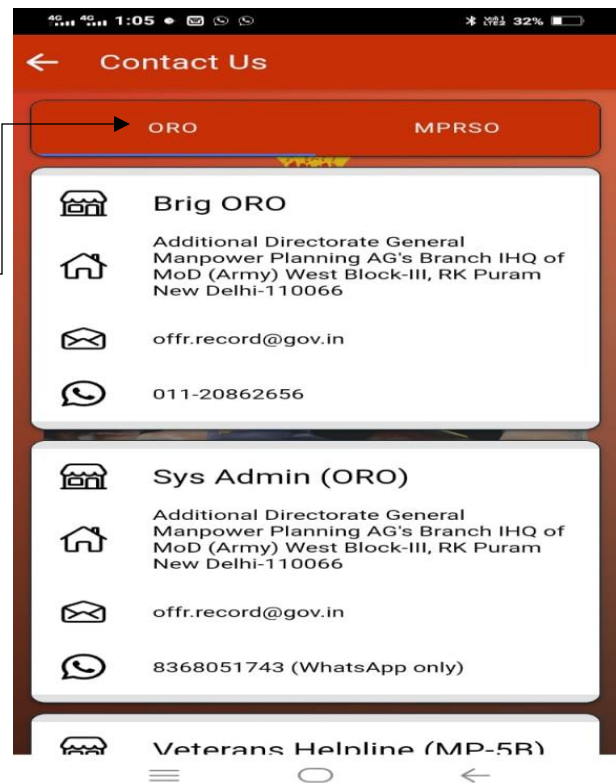 4G 4G 1:05 32%
Contact Us
ORO MPRSO
Brig ORO
Additional Directorate General
Manpower Planning AG's Branch IHQ of
MoD (Army) West Block-III, RK Puram
New Delhi-110066
offr.record@gov.in
011-20862656
Sys Admin (ORO)
Additional Directorate General
Manpower Planning AG's Branch IHQ of
MoD (Army) West Block-III, RK Puram
New Delhi-110066
offr.record@gov.in
8368051743 (WhatsApp only)
Veterans Helpline (MP-5B)